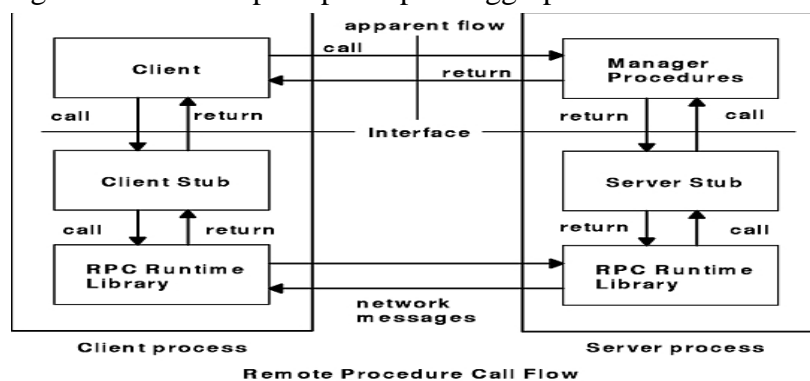 apparent flow
call
Client
Manager
Procedures
return
call
return
return
call
Interface
Client Stub
Server Stub
call
return
return
call
RPC Runtime
Library
RPC Runtime
Library
network
messages
Client process
Server process
Remote Procedure Call Flow